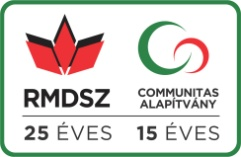 RMDSZ
25 ÉVES
COMMUNITAS
ALAPÍTVÁNY
15 ÉVES